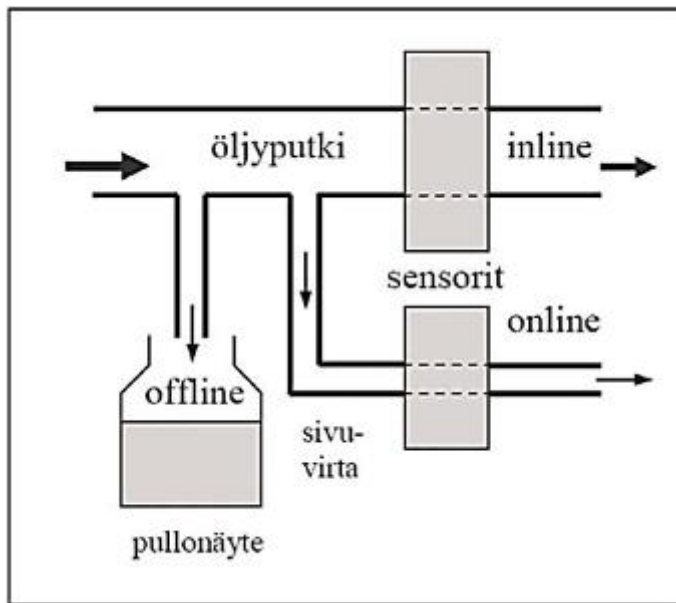 öljyputki
inline
sensorit
online
offline
sivu-
virta
pullonäyte